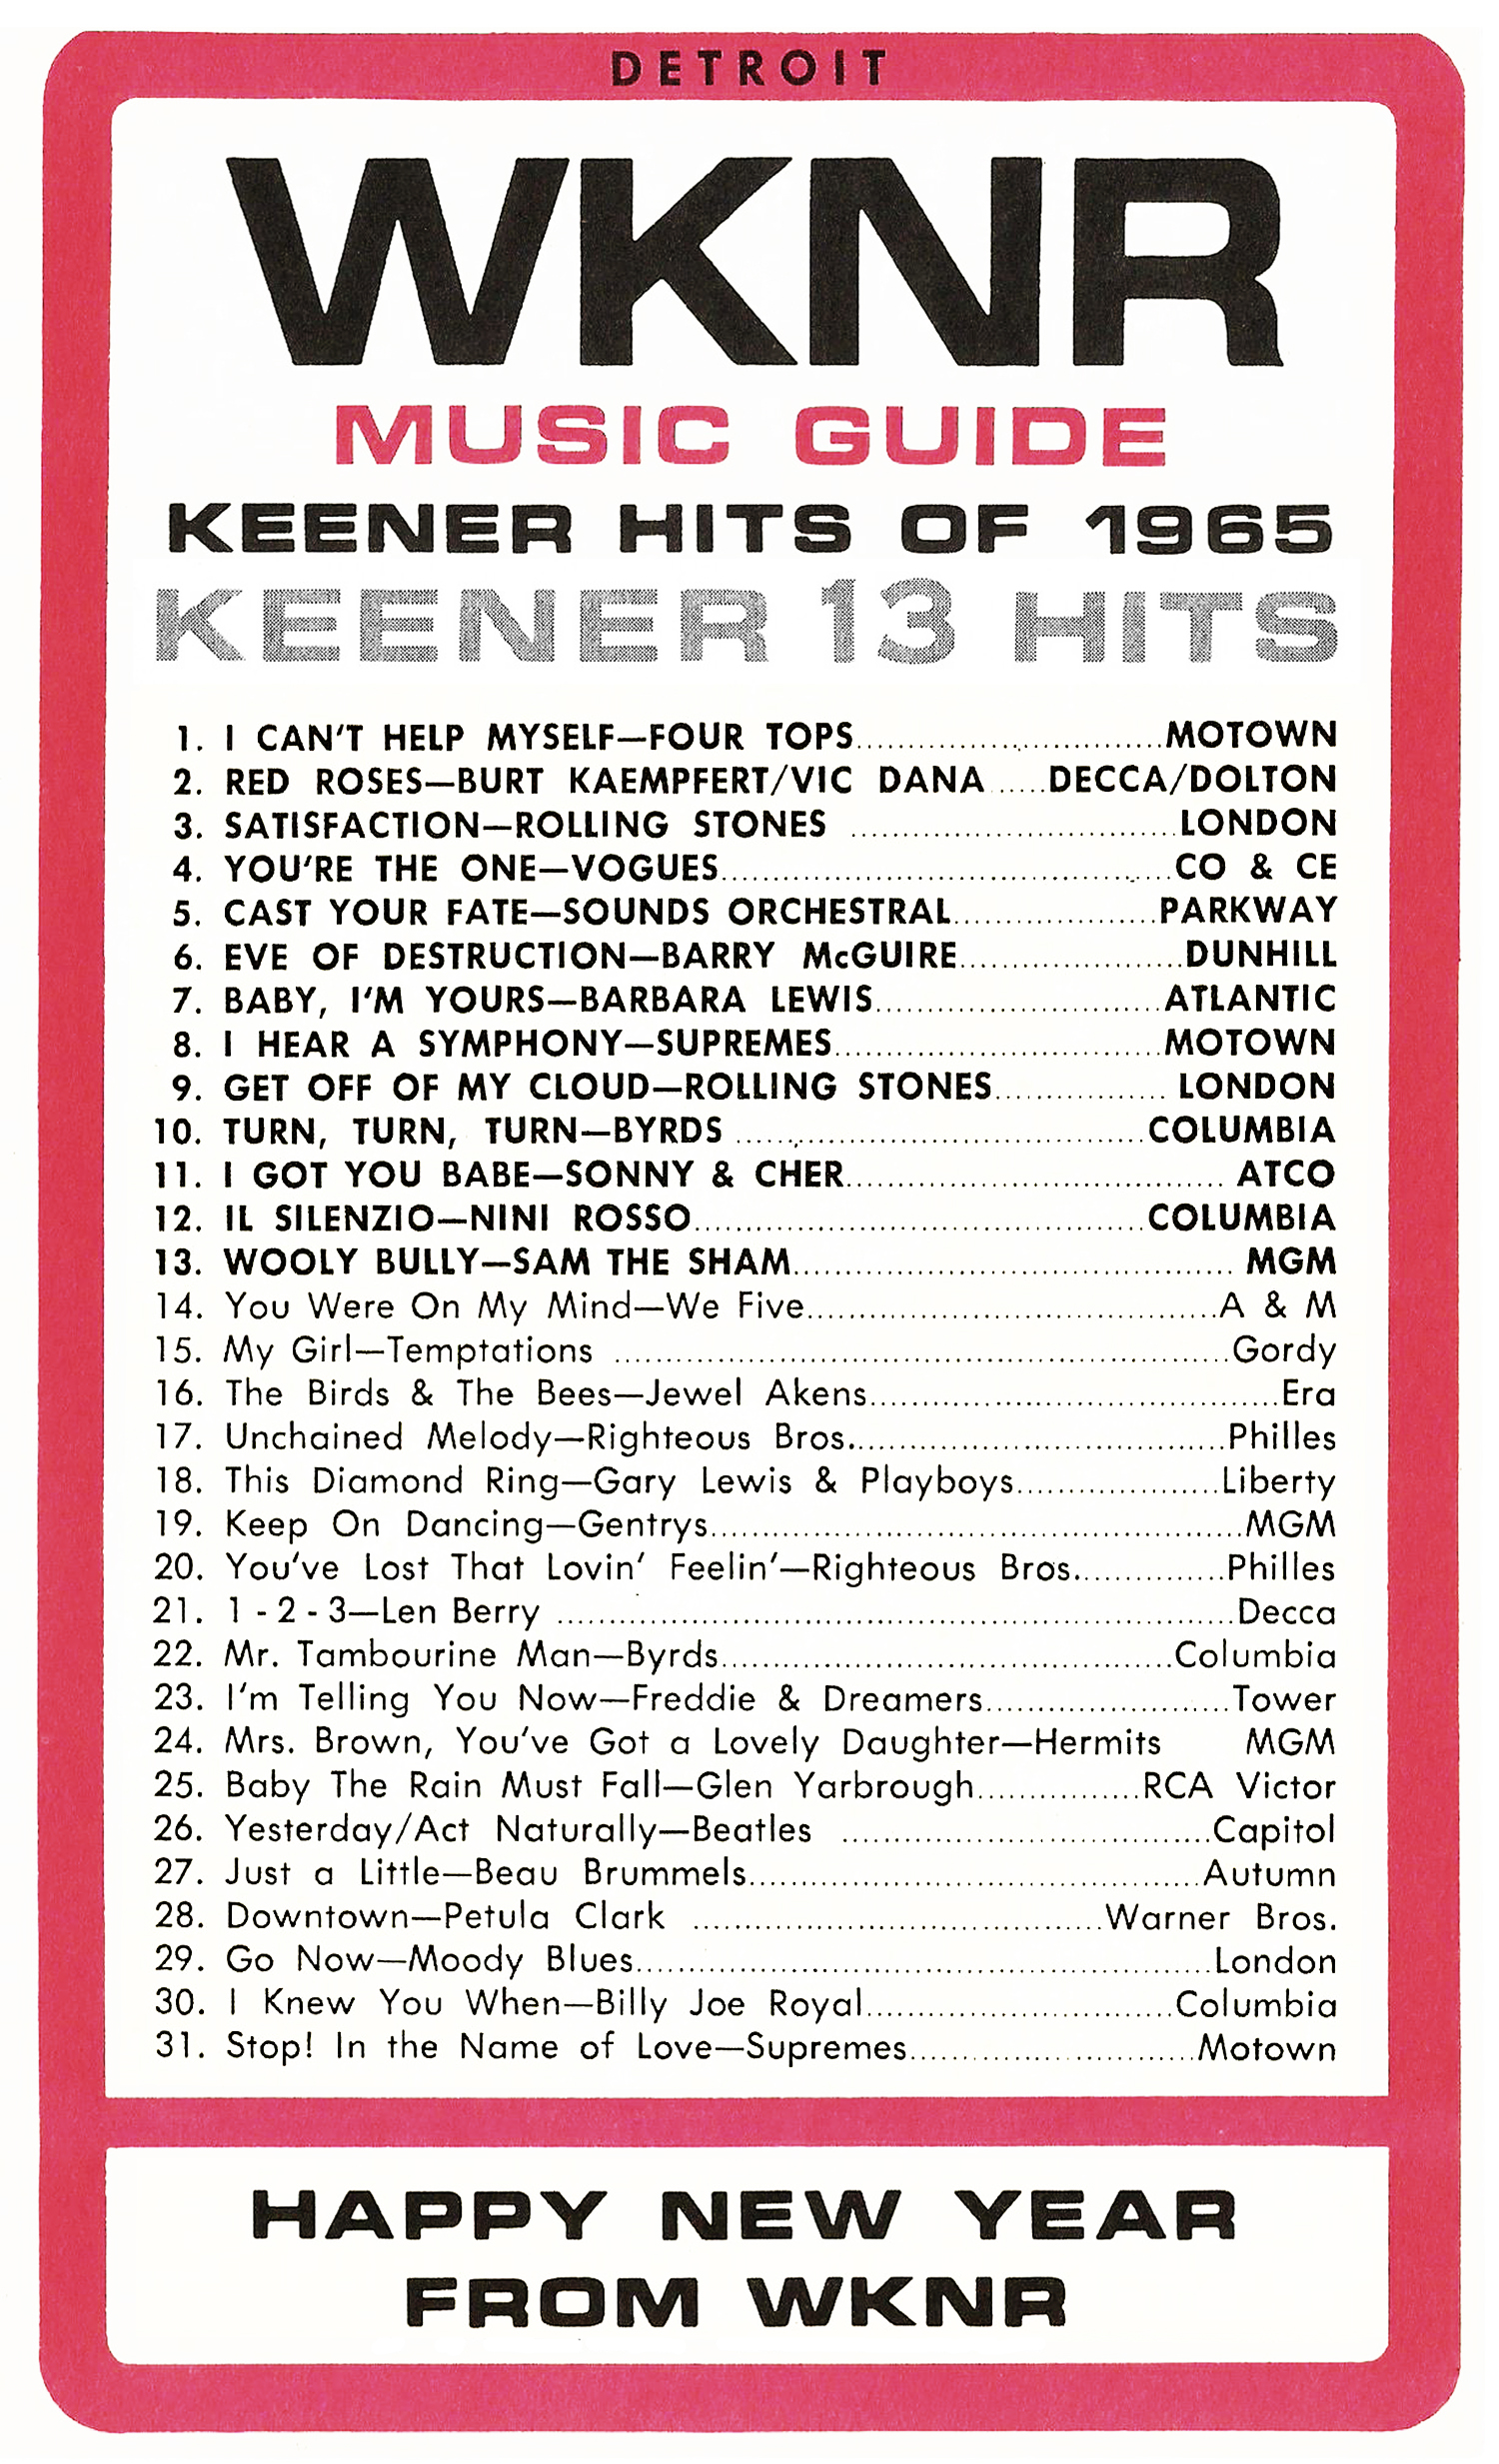 DETROIT
WKNR
MUSIC GUIDE
KEENER HITS OF 1965
KEENER 13 HITS
1. I CAN'T HELP MYSELF—FOUR TOPS..............................MOTOWN
2. RED ROSES—BURT KAEMPFERT/VIC DANA .....DECCA/DOLTON
3. SATISFACTION—ROLLING STONES ................................LONDON
4. YOU'RE THE ONE—VOGUES............................................CO & CE
5. CAST YOUR FATE—SOUNDS ORCHESTRAL....................PARKWAY
6. EVE OF DESTRUCTION—BARRY McGUIRE......................DUNHILL
7. BABY, I'M YOURS—BARBARA LEWIS............................ATLANTIC
8. I HEAR A SYMPHONY—SUPREMES................................MOTOWN
9. GET OFF OF MY CLOUD—ROLLING STONES................. LONDON
10. TURN, TURN, TURN—BYRDS ........................................COLUMBIA
11. I GOT YOU BABE—SONNY & CHER..................................... ATCO
12. IL SILENZIO—NINI ROSSO............................................COLUMBIA
13. WOOLY BULLY—SAM THE SHAM........................................... MGM
14. You Were On My Mind—We Five........................................A & M
15. My Girl—Temptations ............................................................Gordy
16. The Birds & The Bees—Jewel Akens........................................Era
17. Unchained Melody—Righteous Bros.....................................Philles
18. This Diamond Ring—Gary Lewis & Playboys....................Liberty
19. Keep On Dancing—Gentrys....................................................MGM
20. You've Lost That Lovin' Feelin'—Righteous Bros...............Philles
21. 1 - 2 - 3—Len Berry ..................................................................Decca
22. Mr. Tambourine Man—Byrds............................................Columbia
23. I'm Telling You Now—Freddie & Dreamers........................Tower
24. Mrs. Brown, You've Got a Lovely Daughter—Hermits MGM
25. Baby The Rain Must Fall—Glen Yarbrough................RCA Victor
26. Yesterday/Act Naturally—Beatles ....................................Capitol
27. Just a Little—Beau Brummels............................................Autumn
28. Downtown—Petula Clark ........................................Warner Bros.
29. Go Now—Moody Blues........................................................London
30. I Knew You When—Billy Joe Royal..............................Columbia
31. Stop! In the Name of Love—Supremes............................Motown
HAPPY NEW YEAR
FROM WKNR